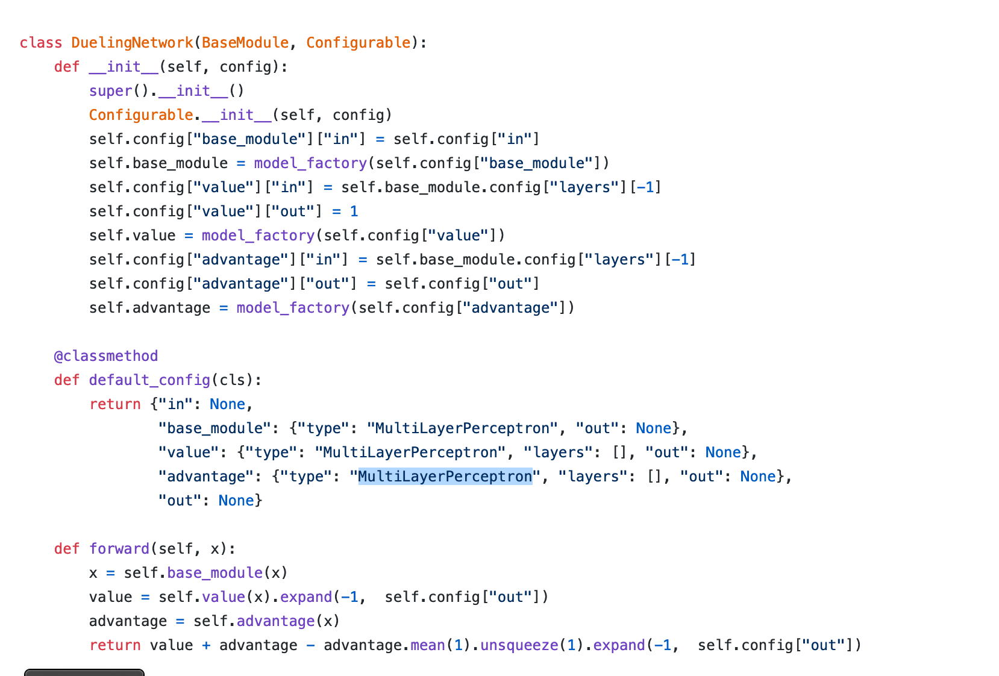 class DuelingNetwork(BaseModule, Configurable):
    def __init__(self, config):
        super().__init__()
        Configurable.__init__(self, config)
        self.config["base_module"]["in"] = self.config["in"]
        self.base_module = model_factory(self.config["base_module"])
        self.config["value"]["in"] = self.base_module.config["layers"][-1]
        self.config["value"]["out"] = 1
        self.value = model_factory(self.config["value"])
        self.config["advantage"]["in"] = self.base_module.config["layers"][-1]
        self.config["advantage"]["out"] = self.config["out"]
        self.advantage = model_factory(self.config["advantage"])

    @classmethod
    def default_config(cls):
        return {"in": None,
                "base_module": {"type": "MultiLayerPerceptron", "out": None},
                "value": {"type": "MultiLayerPerceptron", "layers": [], "out": None},
                "advantage": {"type": "MultiLayerPerceptron", "layers": [], "out": None},
                "out": None}

    def forward(self, x):
        x = self.base_module(x)
        value = self.value(x).expand(-1,  self.config["out"])
        advantage = self.advantage(x)
        return value + advantage - advantage.mean(1).unsqueeze(1).expand(-1,  self.config["out"])